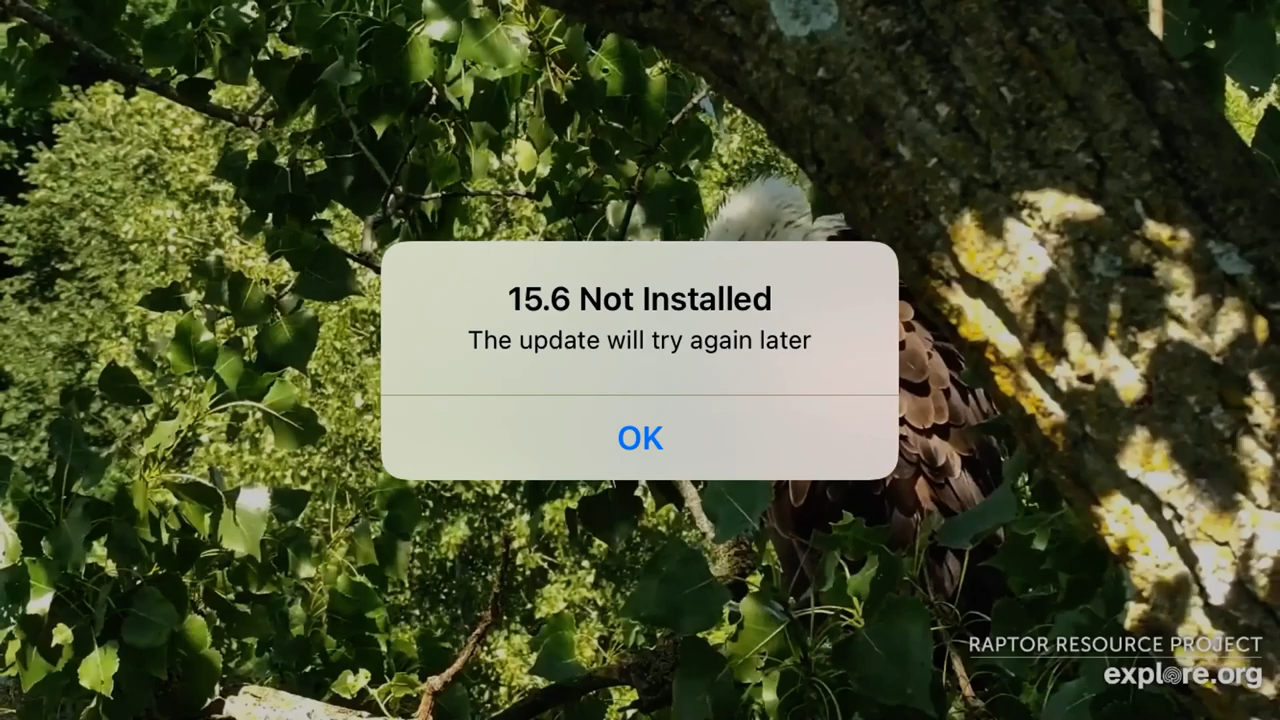 15.6 Not Installed
The update will try again later
OK
RAPTOR RESOURCE PROJECT
explore.org